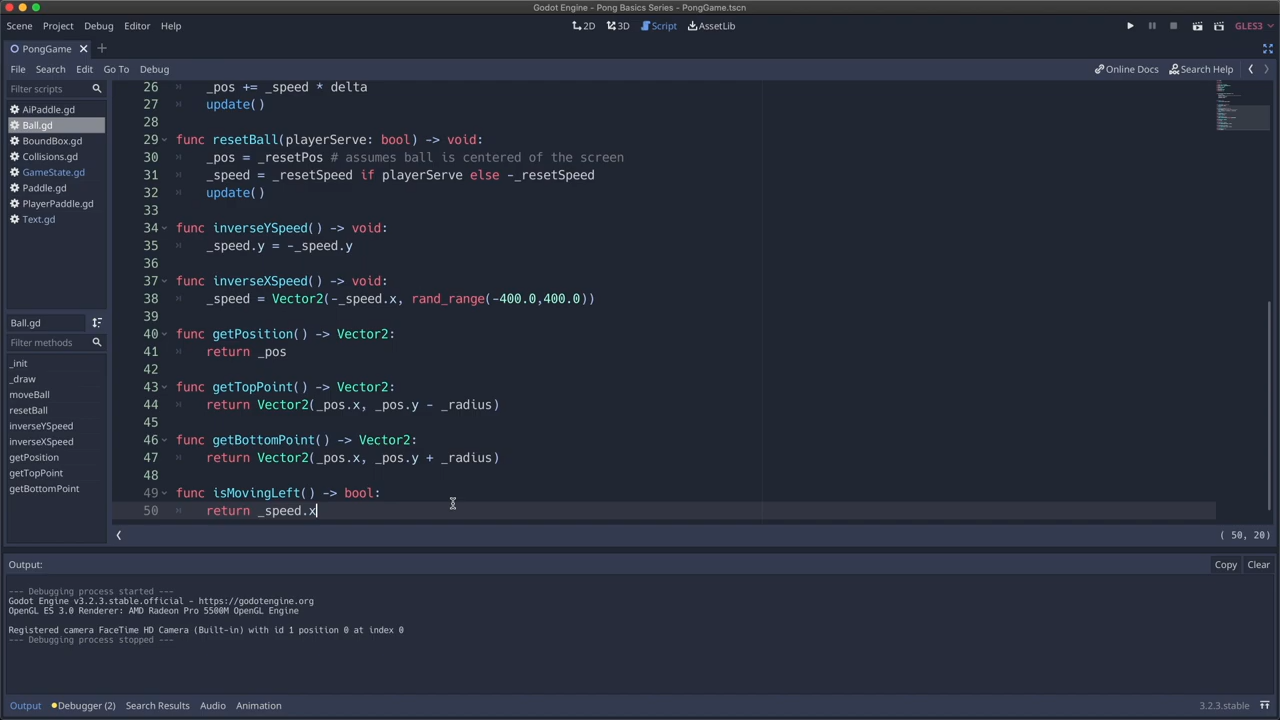 Godot Engine - Pong Basics Series - PongGame.tscn
Scene Project Debug Editor Help 2D 3D Script AssetLib GLES3
PongGame
File Search Edit Go To Debug Online Docs Search Help
Filter scripts
AiPaddle.gd
Ball.gd
BoundBox.gd
Collisions.gd
GameState.gd
Paddle.gd
PlayerPaddle.gd
Text.gd
Ball.gd
Filter methods
_init
_draw
moveBall
resetBall
inverseYSpeed
inverseXSpeed
getPosition
getTopPoint
getBottomPoint
26 _pos += _speed * delta
27 update()
28
29 func resetBall(playerServe: bool) -> void:
30 _pos = _resetPos # assumes ball is centered of the screen
31 _speed = _resetSpeed if playerServe else -_resetSpeed
32 update()
33
34 func inverseYSpeed() -> void:
35 _speed.y = -_speed.y
36
37 func inverseXSpeed() -> void:
38 _speed = Vector2(-_speed.x, rand_range(-400.0,400.0))
39
40 func getPosition() -> Vector2:
41 return _pos
42
43 func getTopPoint() -> Vector2:
44 return Vector2(_pos.x, _pos.y - _radius)
45
46 func getBottomPoint() -> Vector2:
47 return Vector2(_pos.x, _pos.y + _radius)
48
49 func isMovingLeft() -> bool:
50 return _speed.x
( 50, 20)
Output: Copy Clear
--- Debugging process started ---
Godot Engine v3.2.3.stable.official - https://godotengine.org
OpenGL ES 3.0 Renderer: AMD Radeon Pro 5500M OpenGL Engine
Registered camera FaceTime HD Camera (Built-in) with id 1 position 0 at index 0
--- Debugging process stopped ---
Output Debugger (2) Search Results Audio Animation 3.2.3.stable